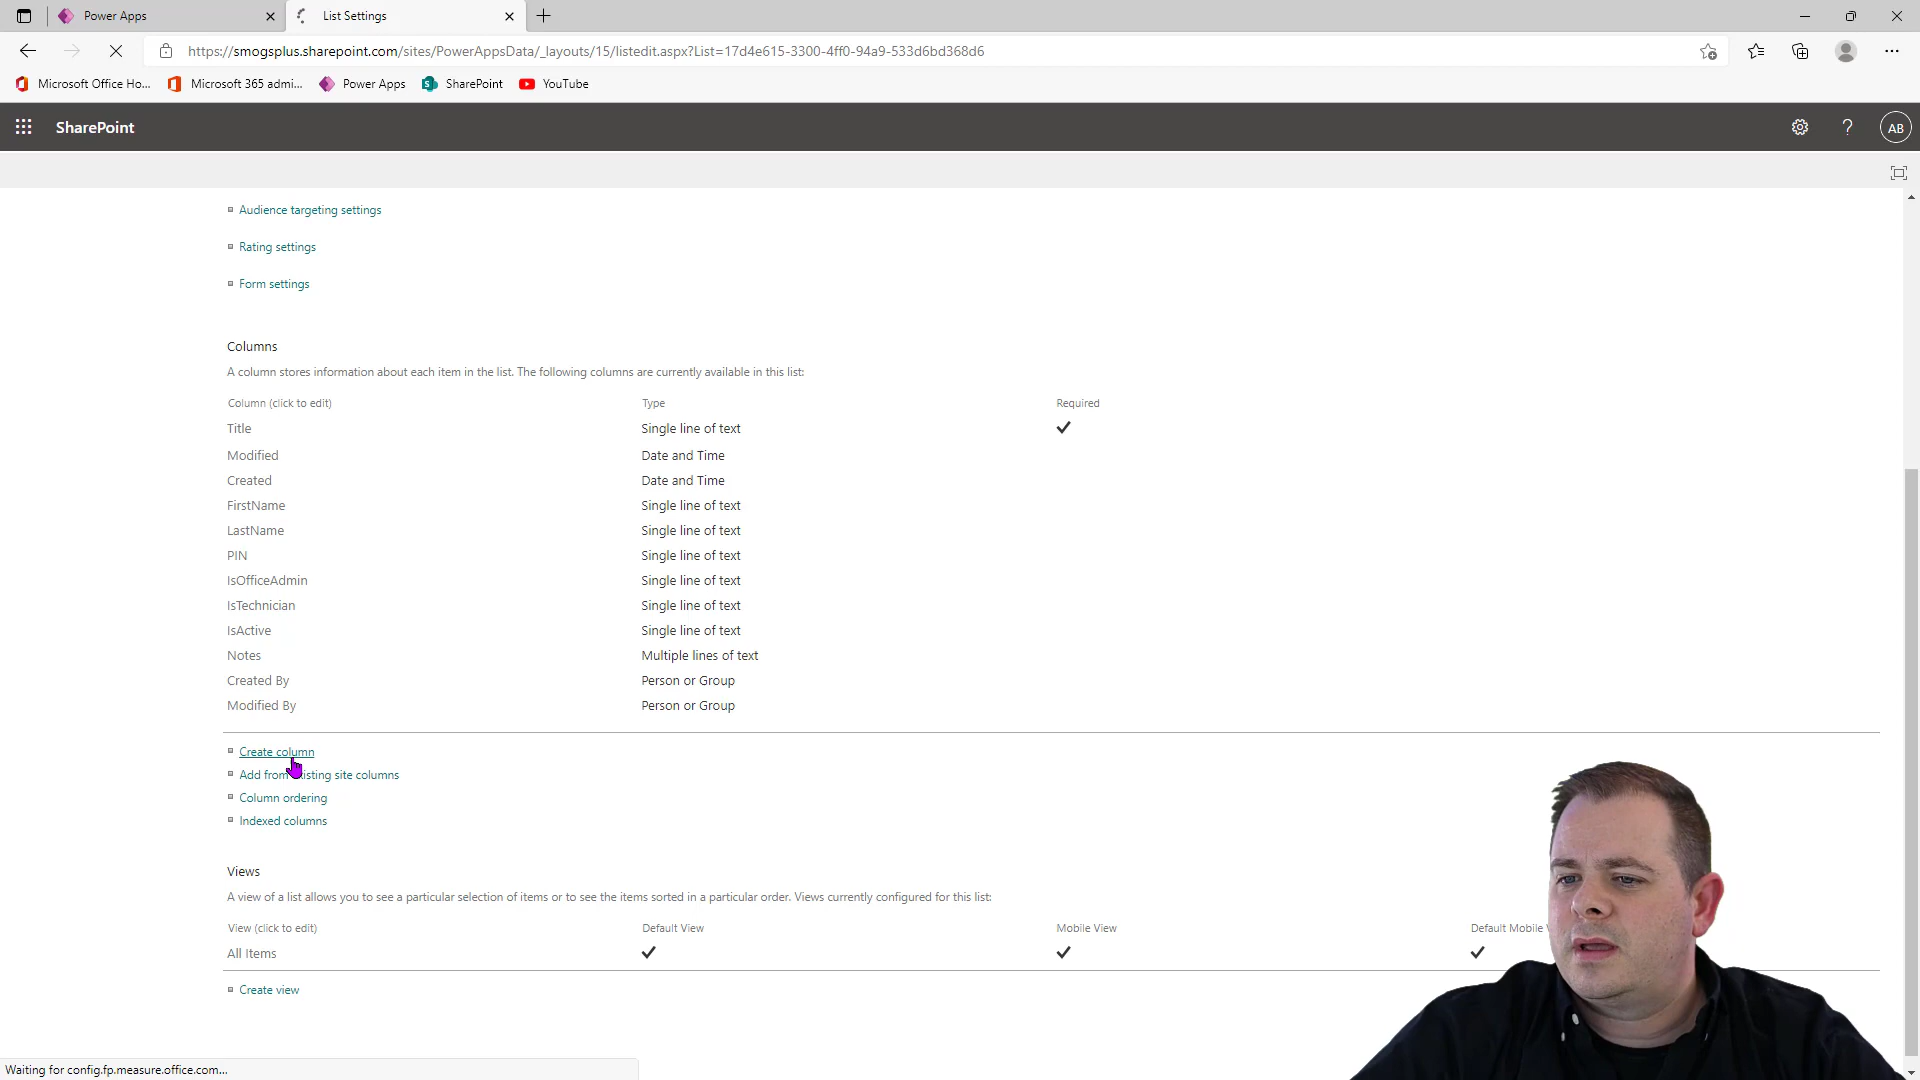 Power Apps
List Settings
https://smogsplus.sharepoint.com/sites/PowerAppsData/_layouts/15/listedit.aspx?List=17d4e615-3300-4ff0-94a9-533d6bd368d6
Microsoft Office Ho...
Microsoft 365 admi...
Power Apps
SharePoint
YouTube
SharePoint
?
AB
Audience targeting settings
Rating settings
Form settings
Columns
A column stores information about each item in the list. The following columns are currently available in this list:
Column (click to edit) Type Required
Title Single line of text
Modified Date and Time
Created Date and Time
FirstName Single line of text
LastName Single line of text
PIN Single line of text
IsOfficeAdmin Single line of text
IsTechnician Single line of text
IsActive Single line of text
Notes Multiple lines of text
Created By Person or Group
Modified By Person or Group
Create column
Add from existing site columns
Column ordering
Indexed columns
Views
A view of a list allows you to see a particular selection of items or to see the items sorted in a particular order. Views currently configured for this list:
View (click to edit) Default View Mobile View Default Mobile
All Items
Create view
Waiting for config.fp.measure.office.com...